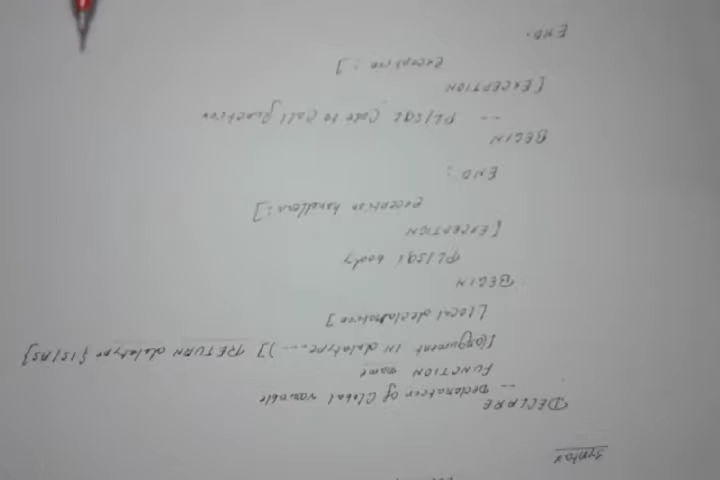 Syntax
DECLARE
-- Declaration of Global variable
FUNCTION name
[(argument IN datatype----)] RETURN datatype {IS/AS}
[Local declaration]
BEGIN
PL/SQL body
[EXCEPTION
exception handlers;]
END;
BEGIN
-- PL/SQL Code to Call function
[EXCEPTION
exception;]
END;